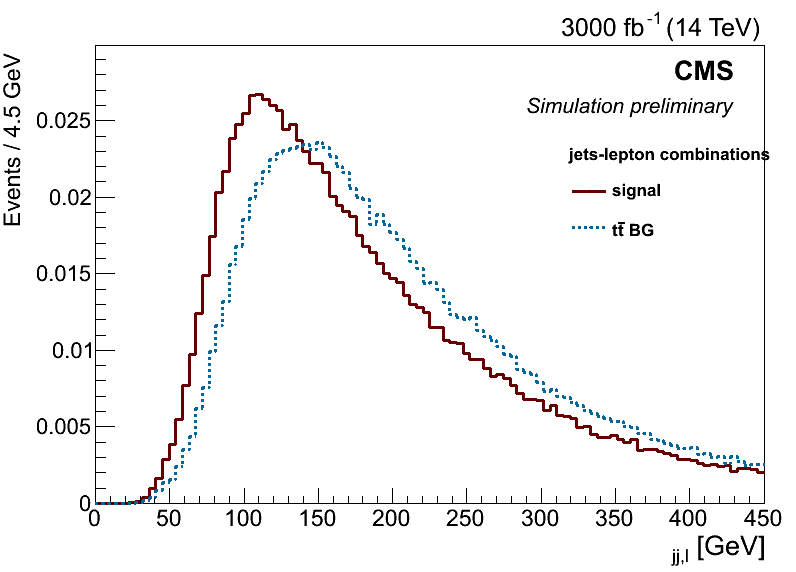 3000 fb-1 (14 TeV)
CMS
Simulation preliminary
jets-lepton combinations
signal
tt̄ BG
Events / 4.5 GeV
0.025
0.02
0.015
0.01
0.005
0
0 50 100 150 200 250 300 350 400 450
jj,l [GeV]